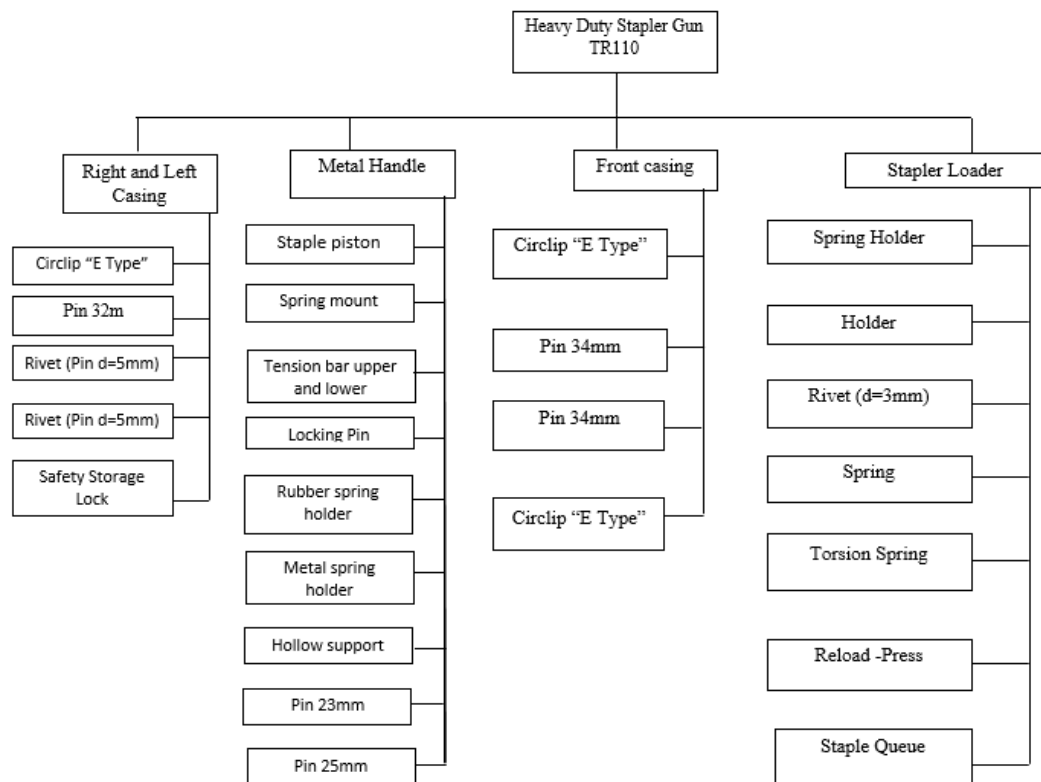 Heavy Duty Stapler Gun
TR110
Right and Left
Casing
Circlip “E Type”
Pin 32m
Rivet (Pin d=5mm)
Rivet (Pin d=5mm)
Safety Storage
Lock
Metal Handle
Staple piston
Spring mount
Tension bar upper
and lower
Locking Pin
Rubber spring
holder
Metal spring
holder
Hollow support
Pin 23mm
Pin 25mm
Front casing
Circlip “E Type”
Pin 34mm
Pin 34mm
Circlip “E Type”
Stapler Loader
Spring Holder
Holder
Rivet (d=3mm)
Spring
Torsion Spring
Reload -Press
Staple Queue